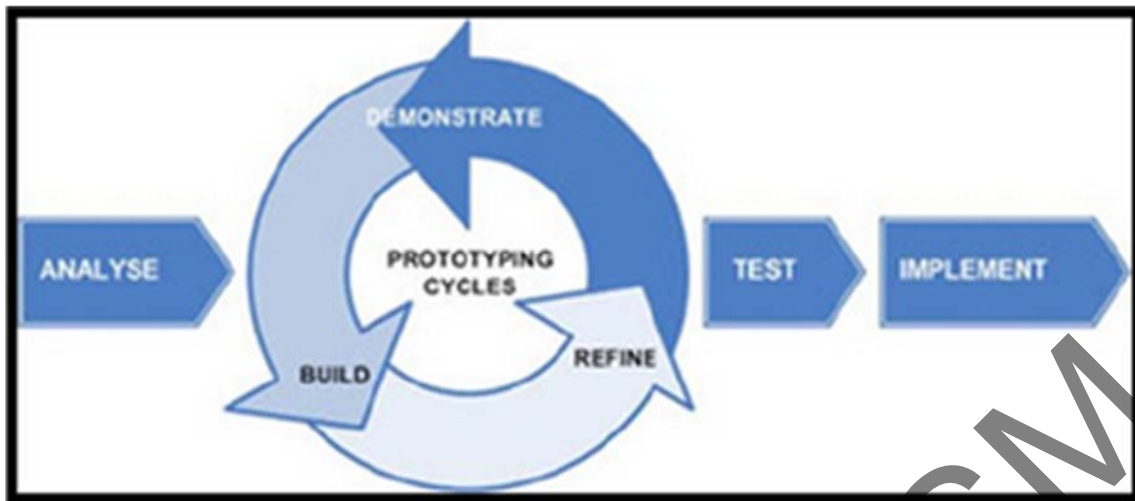 DEMONSTRATE
ANALYSE
PROTOTYPING
CYCLES
TEST
IMPLEMENT
BUILD
REFINE